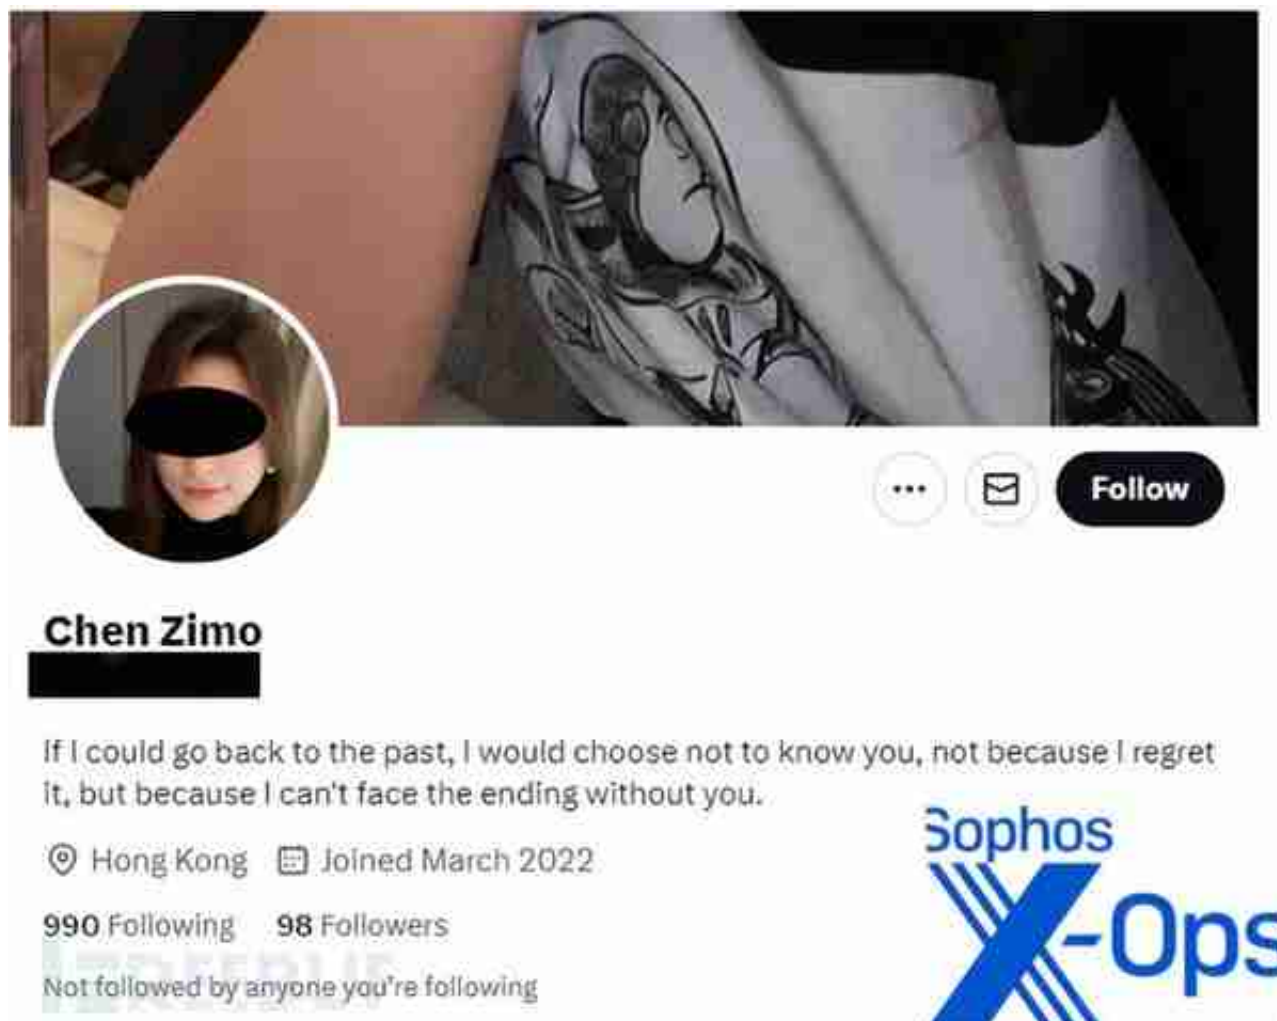 Follow
Chen Zimo
If I could go back to the past, I would choose not to know you, not because I regret
it, but because I can't face the ending without you.
Hong Kong Joined March 2022
990 Following 98 Followers
Not followed by anyone you're following
Sophos
X-Ops